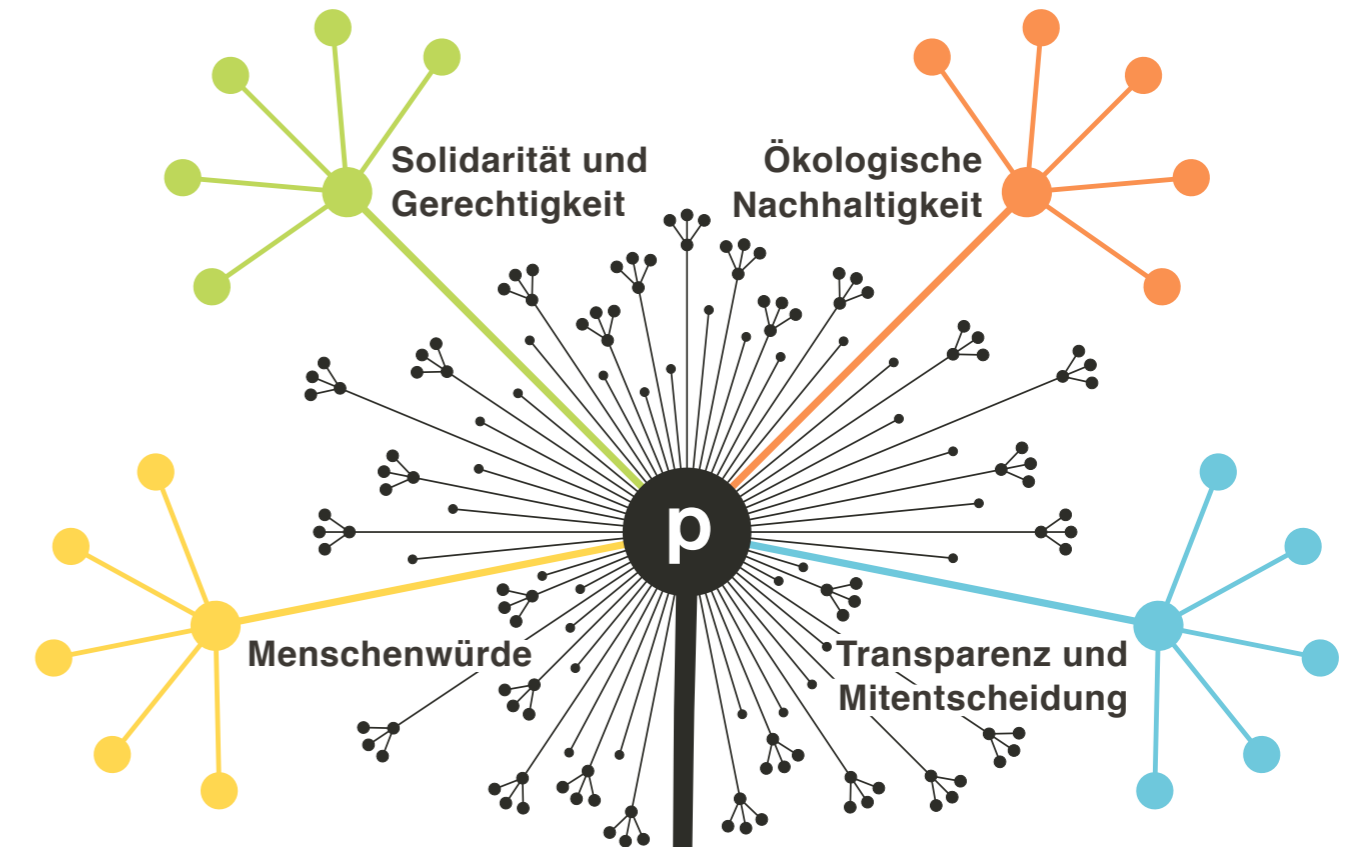 Solidarität und
Gerechtigkeit
Ökologische
Nachhaltigkeit
p
Menschenwürde
Transparenz und
Mitentscheidung